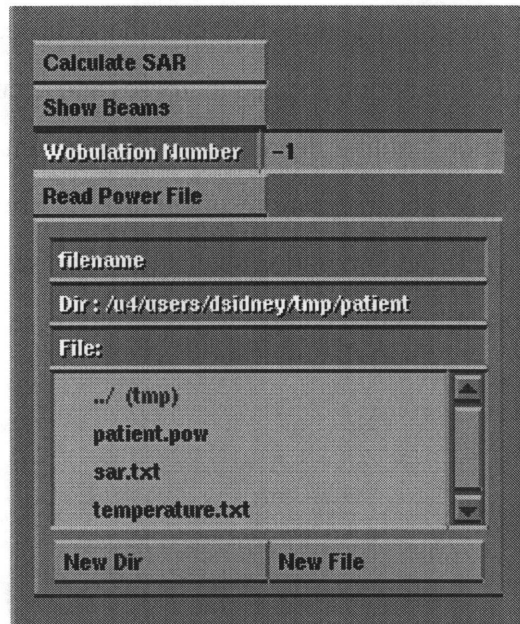 Calculate SAR
Show Beams
Wobulation Number -1
Read Power File
filename
Dir : /u4/users/dsidney/tmp/patient
File:
../ (tmp)
patient.pow
sar.txt
temperature.txt
New Dir New File